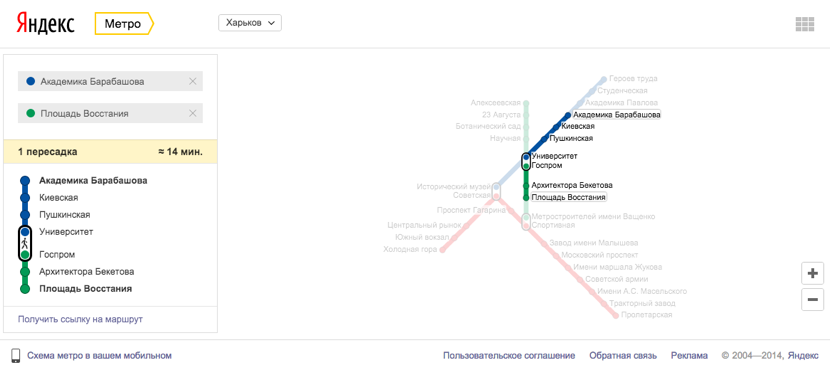 Яндекс
Метро
Харьков
Академика Барабашова
Площадь Восстания
1 пересадка ≈ 14 мин.
Академика Барабашова
Киевская
Пушкинская
Университет
Госпром
Архитектора Бекетова
Площадь Восстания
Получить ссылку на маршрут
Героев труда
Студенческая
Академика Павлова
Академика Барабашова
Киевская
Пушкинская
Университет
Госпром
Архитектора Бекетова
Площадь Восстания
Метростроителей имени Ващенко
Спортивная
Алексеевская
23 Августа
Ботанический сад
Научная
Исторический музей
Советская
Проспект Гагарина
Центральный рынок
Южный вокзал
Холодная гора
Завод имени Малышева
Московский проспект
Имени маршала Жукова
Советской армии
Имени А.С. Масельского
Тракторный завод
Пролетарская
Схема метро в вашем мобильном
Пользовательское соглашение
Обратная связь
Реклама
© 2004—2014, Яндекс